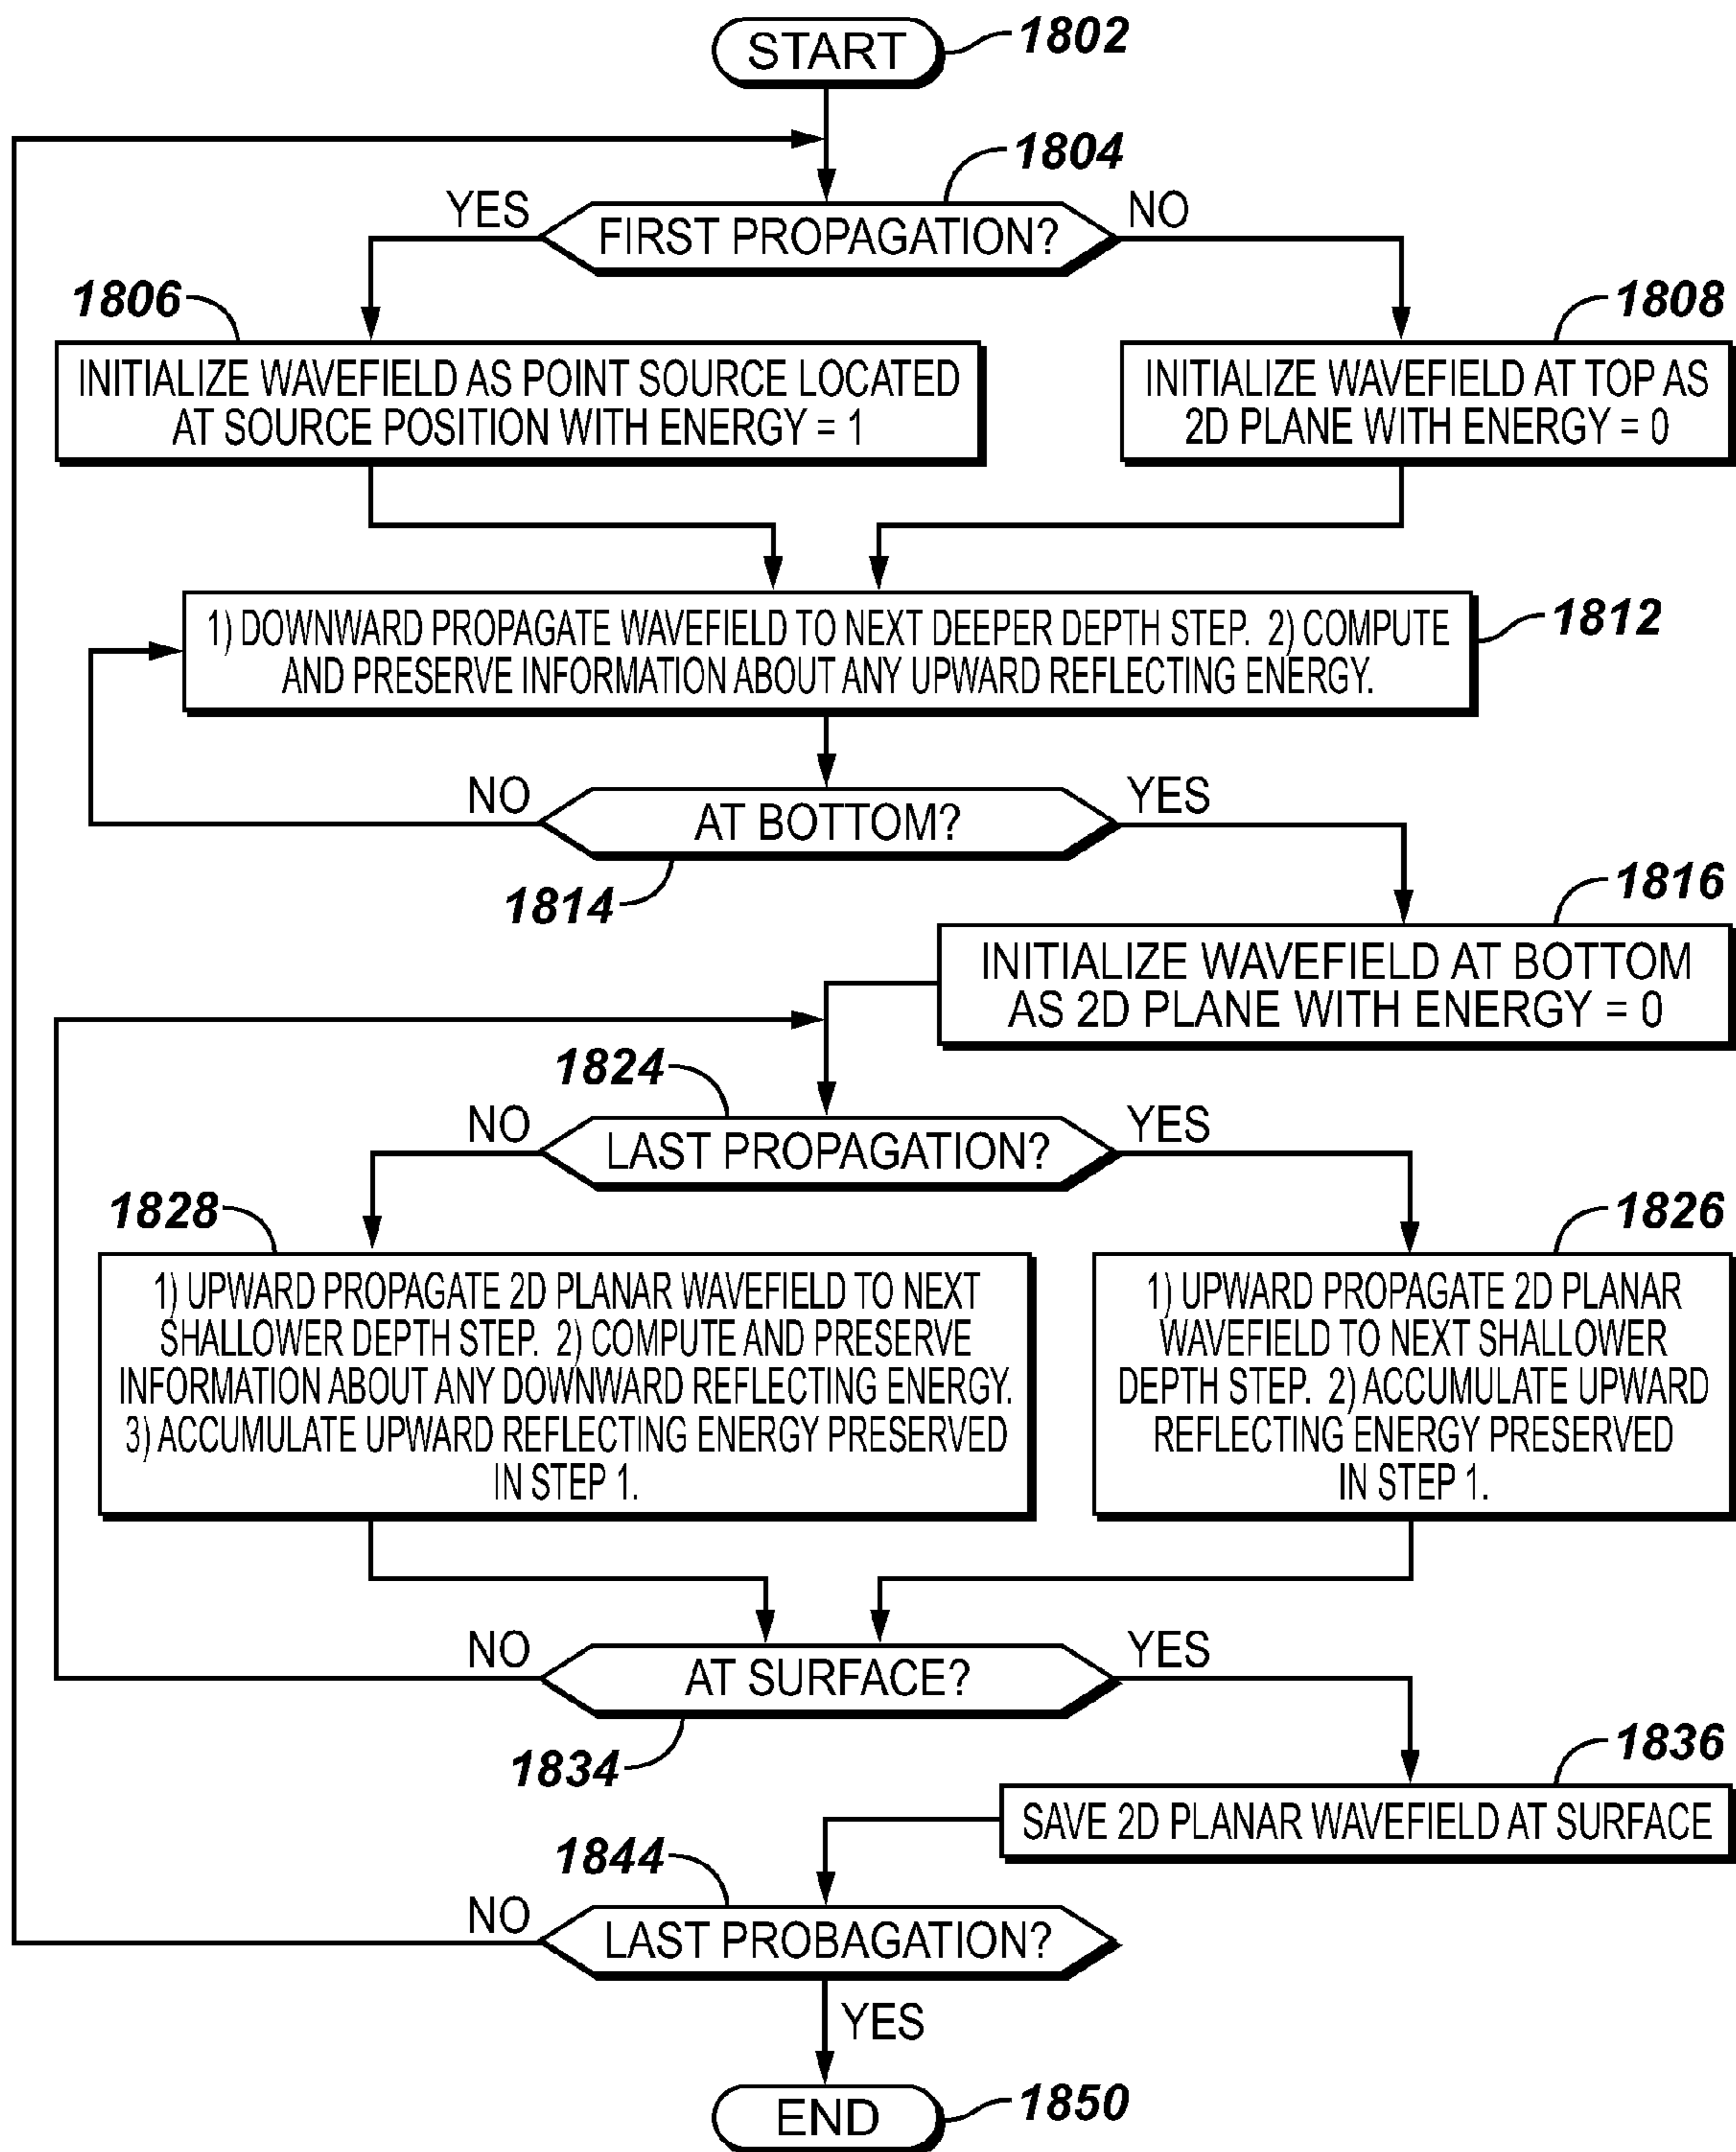 START
1802
1804
YES
FIRST PROPAGATION?
NO
1806
1808
INITIALIZE WAVEFIELD AS POINT SOURCE LOCATED
AT SOURCE POSITION WITH ENERGY = 1
INITIALIZE WAVEFIELD AT TOP AS
2D PLANE WITH ENERGY = 0
1) DOWNWARD PROPAGATE WAVEFIELD TO NEXT DEEPER DEPTH STEP. 2) COMPUTE
AND PRESERVE INFORMATION ABOUT ANY UPWARD REFLECTING ENERGY.
1812
NO
AT BOTTOM?
YES
1814
1816
INITIALIZE WAVEFIELD AT BOTTOM
AS 2D PLANE WITH ENERGY = 0
1824
NO
LAST PROPAGATION?
YES
1828
1826
1) UPWARD PROPAGATE 2D PLANAR WAVEFIELD TO NEXT
SHALLOWER DEPTH STEP. 2) COMPUTE AND PRESERVE
INFORMATION ABOUT ANY DOWNWARD REFLECTING ENERGY.
3) ACCUMULATE UPWARD REFLECTING ENERGY PRESERVED
IN STEP 1.
1) UPWARD PROPAGATE 2D PLANAR
WAVEFIELD TO NEXT SHALLOWER
DEPTH STEP. 2) ACCUMULATE UPWARD
REFLECTING ENERGY PRESERVED
IN STEP 1.
NO
AT SURFACE?
YES
1834
1836
SAVE 2D PLANAR WAVEFIELD AT SURFACE
1844
NO
LAST PROBAGATION?
YES
END
1850